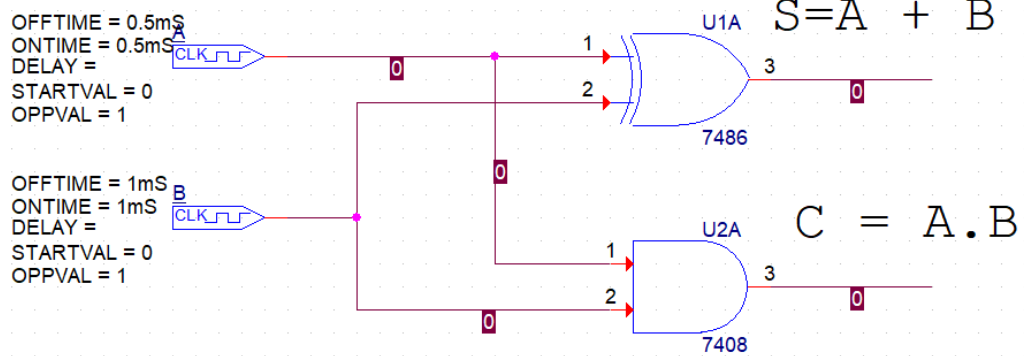 OFFTIME = 0.5mS
ONTIME = 0.5mS
DELAY =
STARTVAL = 0
OPPVAL = 1
A
CLK
0
0
1
2
U1A
3
7486
S=A + B
0
OFFTIME = 1mS
ONTIME = 1mS
DELAY =
STARTVAL = 0
OPPVAL = 1
B
CLK
0
1
2
U2A
3
7408
C = A.B
0